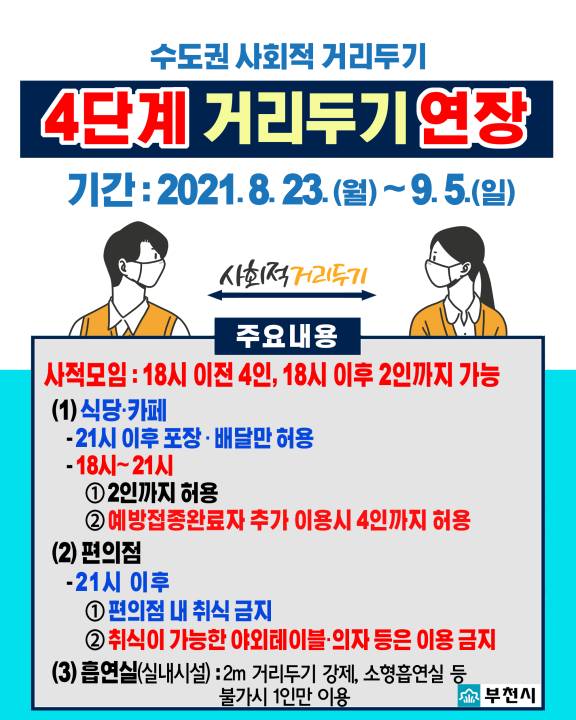 수도권 사회적 거리두기
4단계 거리두기 연장
기간 : 2021. 8. 23. (월) ~ 9. 5.(일)
사회적거리두기
주요내용
사적모임 : 18시 이전 4인, 18시 이후 2인까지 가능
(1) 식당·카페
- 21시 이후 포장·배달만 허용
- 18시~ 21시
① 2인까지 허용
② 예방접종완료자 추가 이용시 4인까지 허용
(2) 편의점
- 21시 이후
① 편의점 내 취식 금지
② 취식이 가능한 야외테이블·의자 등은 이용 금지
(3) 흡연실(실내시설) : 2m 거리두기 강제, 소형흡연실 등
불가시 1인만 이용
부천시